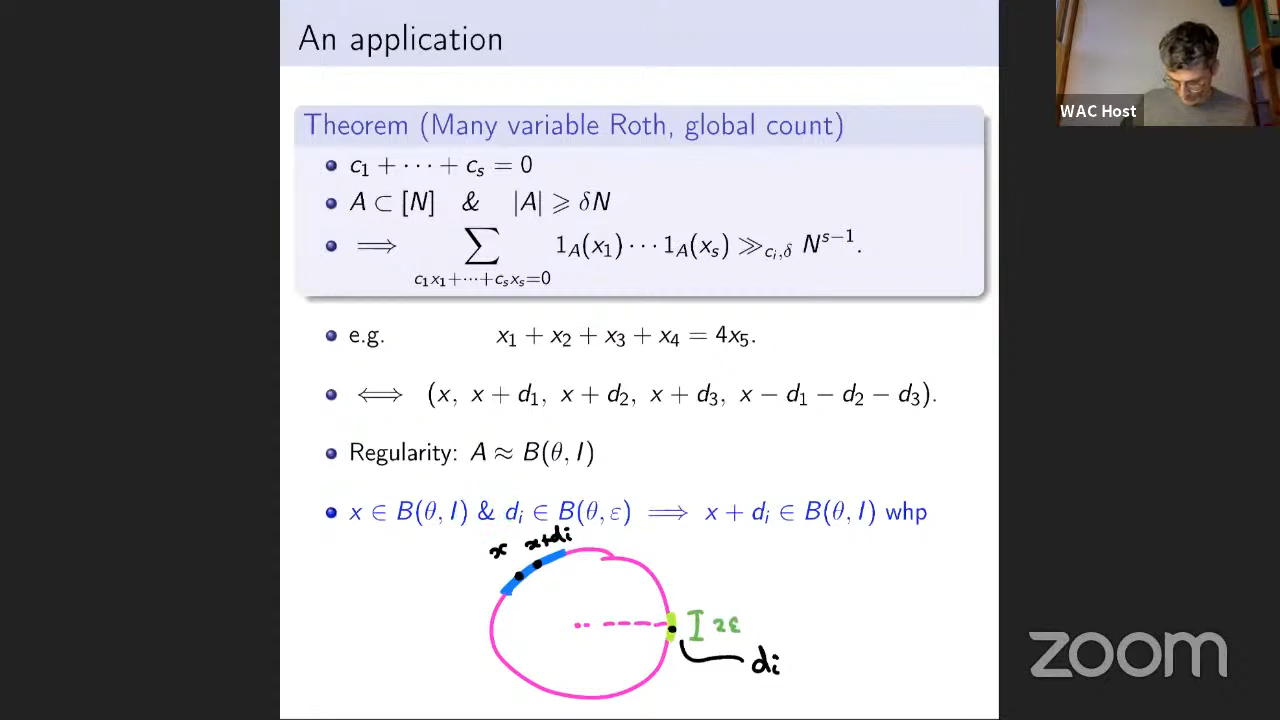 An application
WAC Host
Theorem (Many variable Roth, global count)
c₁ + ⋯ + cₛ = 0
A ⊂ [N] & |A| ⩾ δN
⟹ ∑ 1_A(x₁) ⋯ 1_A(xₛ) ≫_{cᵢ,δ} N^{s−1}.
c₁x₁+⋯+cₛxₛ=0
e.g. x₁ + x₂ + x₃ + x₄ = 4x₅.
⟺ (x, x + d₁, x + d₂, x + d₃, x − d₁ − d₂ − d₃).
Regularity: A ≈ B(θ, I)
x ∈ B(θ, I) & dᵢ ∈ B(θ, ε) ⟹ x + dᵢ ∈ B(θ, I) whp
x x+di
2ε
di
zoom